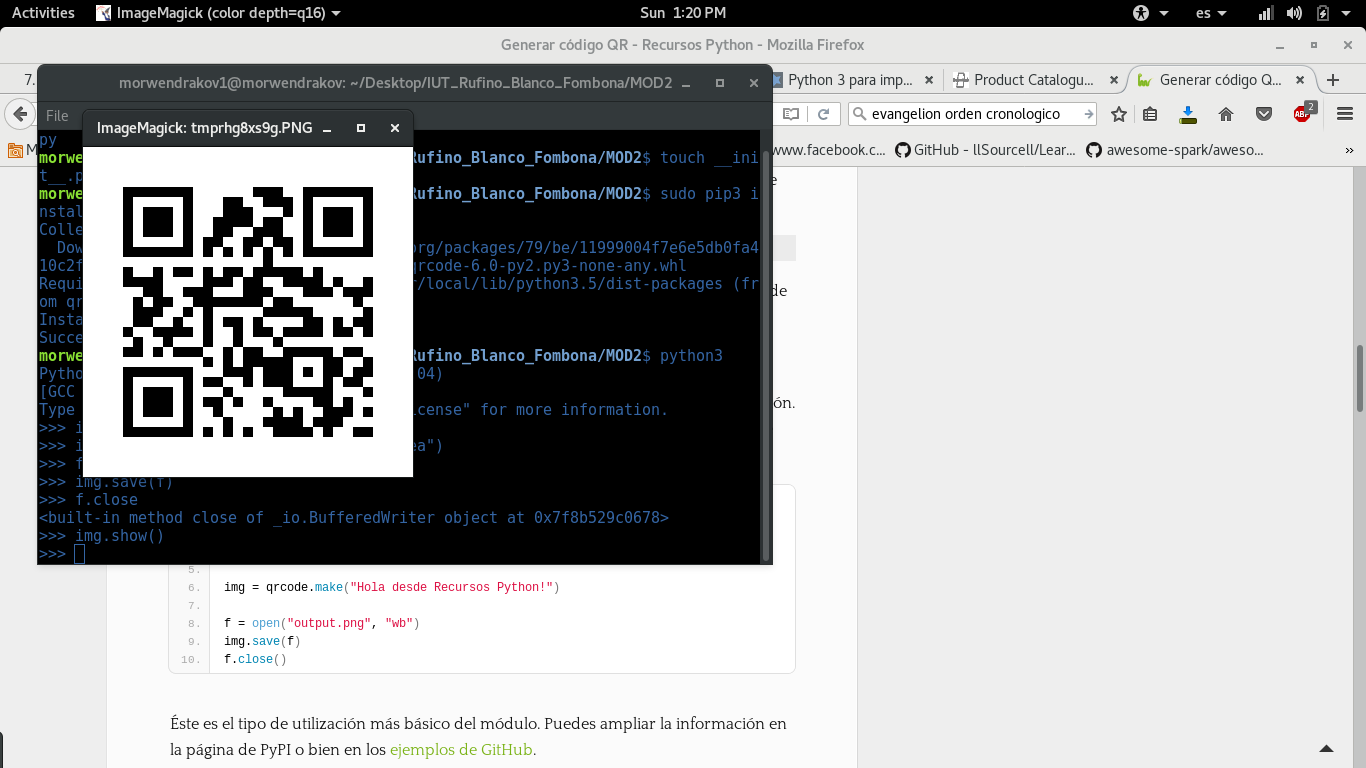 Activities ImageMagick (color depth=q16) Sun 1:20 PM es
Generar código QR - Recursos Python - Mozilla Firefox
7. Python 3 para imp... Product Catalogu... Generar código Q...
morwendrakov1@morwendrakov: ~/Desktop/IUT_Rufino_Blanco_Fombona/MOD2
evangelion orden cronologico ABP 2
File
ImageMagick: tmprhg8xs9g.PNG
M
www.facebook.c... GitHub - llSourcell/Lear... awesome-spark/aweso... »
py
morwe Rufino_Blanco_Fombona/MOD2$ touch __ini
t__.p
morwe Rufino_Blanco_Fombona/MOD2$ sudo pip3 i
nstal
Colle
Dow org/packages/79/be/11999004f7e6e5db0fa4
10c2f qrcode-6.0-py2.py3-none-any.whl
Requi r/local/lib/python3.5/dist-packages (fr
om qr
Insta
Succe
morwe Rufino_Blanco_Fombona/MOD2$ python3
Pytho 04)
[GCC
Type icense" for more information.
>>> i
>>> i ea")
>>> f
>>> img.save(f)
>>> f.close
<built-in method close of _io.BufferedWriter object at 0x7f8b529c0678>
>>> img.show()
>>>
e
de
ón.
5.
6. img = qrcode.make("Hola desde Recursos Python!")
7.
8. f = open("output.png", "wb")
9. img.save(f)
10. f.close()
Éste es el tipo de utilización más básico del módulo. Puedes ampliar la información en
la página de PyPI o bien en los ejemplos de GitHub.